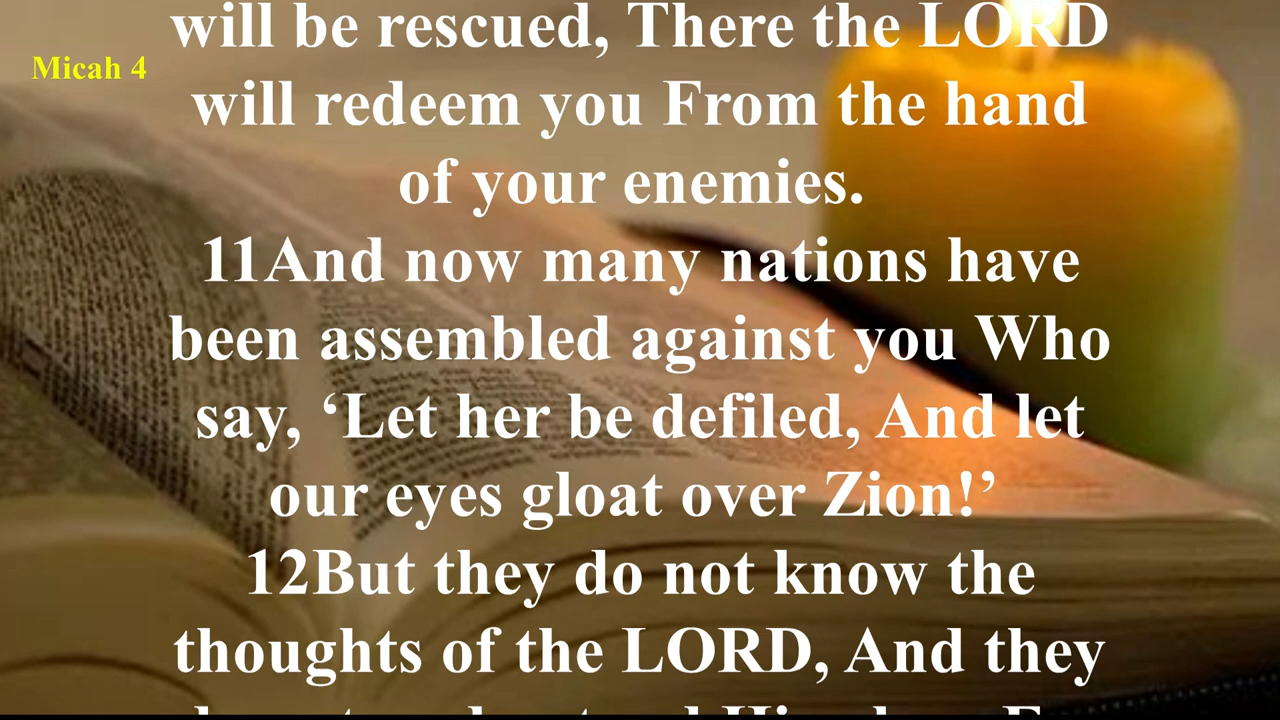 will be rescued, There the LORD
Micah 4
will redeem you From the hand
of your enemies.
11And now many nations have
been assembled against you Who
say, ‘Let her be defiled, And let
our eyes gloat over Zion!’
12But they do not know the
thoughts of the LORD, And they